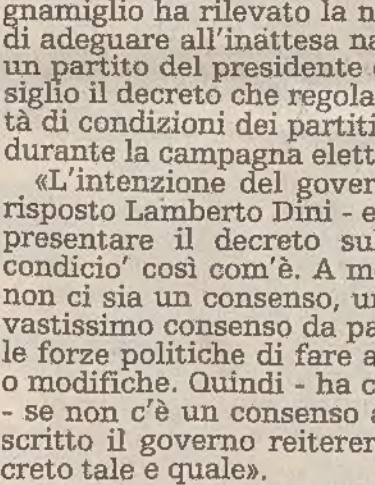 gnamiglio ha rilevato la n
di adeguare all'inattesa na
un partito del presidente
siglio il decreto che regola
tà di condizioni dei partiti
durante la campagna elett
«L'intenzione del gover
risposto Lamberto Dini - e
presentare il decreto sul
condicio' così com'è. A me
non ci sia un consenso, un
vastissimo consenso da pa
le forze politiche di fare a
o modifiche. Quindi - ha c
- se non c'è un consenso a
scritto il governo reiterer
creto tale e quale».